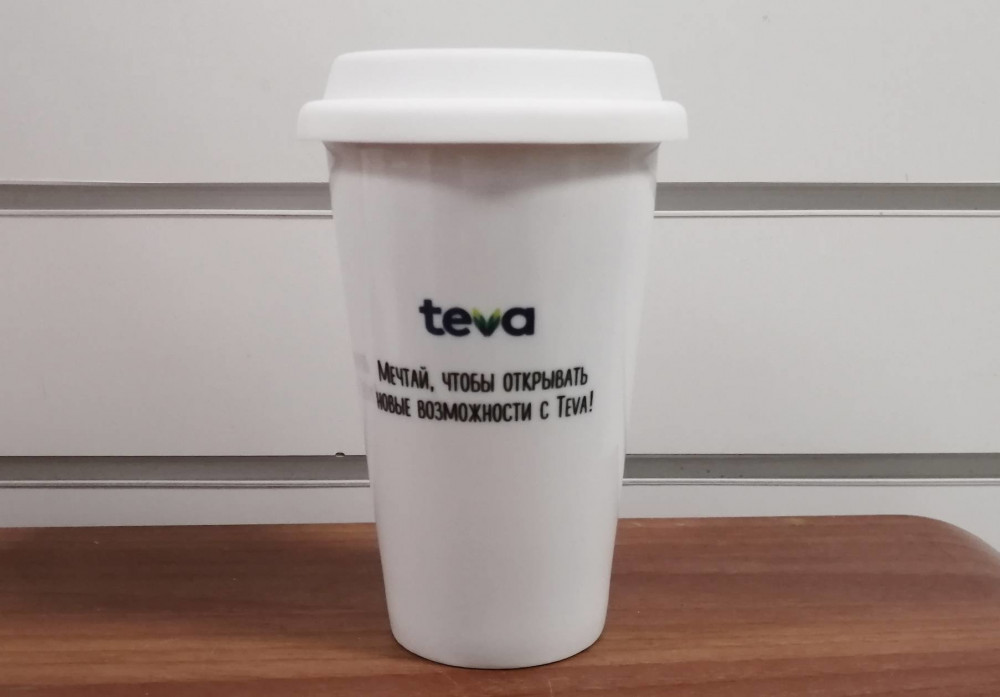 teva
Мечтай, чтобы открывать
новые возможности с Teva!